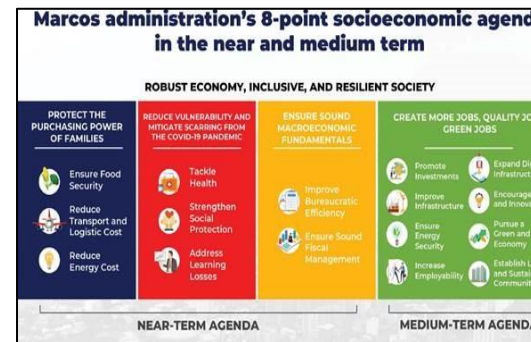 Marcos administration's 8-point socioeconomic agend
in the near and medium term
ROBUST ECONOMY, INCLUSIVE, AND RESILIENT SOCIETY
PROTECT THE
PURCHASING POWER
OF FAMILIES
Ensure Food
Security
Reduce
Transport and
Logistic Cost
Reduce
Energy Cost
REDUCE VULNERABILITY AND
MITIGATE SCARRING FROM
THE COVID-19 PANDEMIC
Tackle
Health
Strengthen
Social
Protection
Address
Learning
Losses
ENSURE SOUND
MACROECONOMIC
FUNDAMENTALS
Improve
Bureaucratic
Efficiency
Ensure Sound
Fiscal
Management
CREATE MORE JOBS, QUALITY JO
GREEN JOBS
Promote
Investments
Improve
Infrastructure
Ensure
Energy
Security
Increase
Employability
Expand Di
Infrastruct
Encourage
and Innova
Pursue a
Green and
Economy
Establish L
and Sustai
Communit
NEAR-TERM AGENDA
MEDIUM-TERM AGENDA